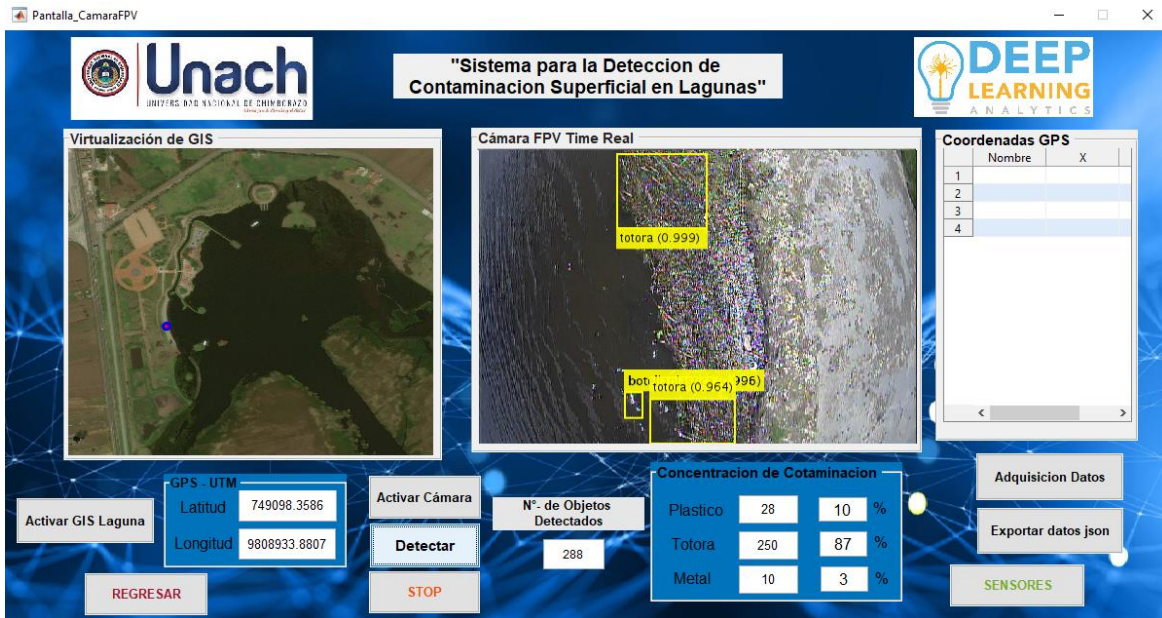 Pantalla_CamaraFPV
Unach
UNIVERSIDAD NACIONAL DE CHIMBORAZO
"Sistema para la Deteccion de
Contaminacion Superficial en Lagunas"
DEEP
LEARNING
ANALYTICS
Virtualización de GIS
Cámara FPV Time Real
totora (0.999)
totora (0.964)
996)
Coordenadas GPS
Nombre X
1
2
3
4
Activar GIS Laguna
GPS - UTM
Latitud 749098.3586
Longitud 9808933.8807
REGRESAR
Activar Cámara
Detectar
STOP
N°- de Objetos
Detectados
288
Concentracion de Cotaminacion
Plastico 28 10 %
Totora 250 87 %
Metal 10 3 %
Adquisicion Datos
Exportar datos json
SENSORES